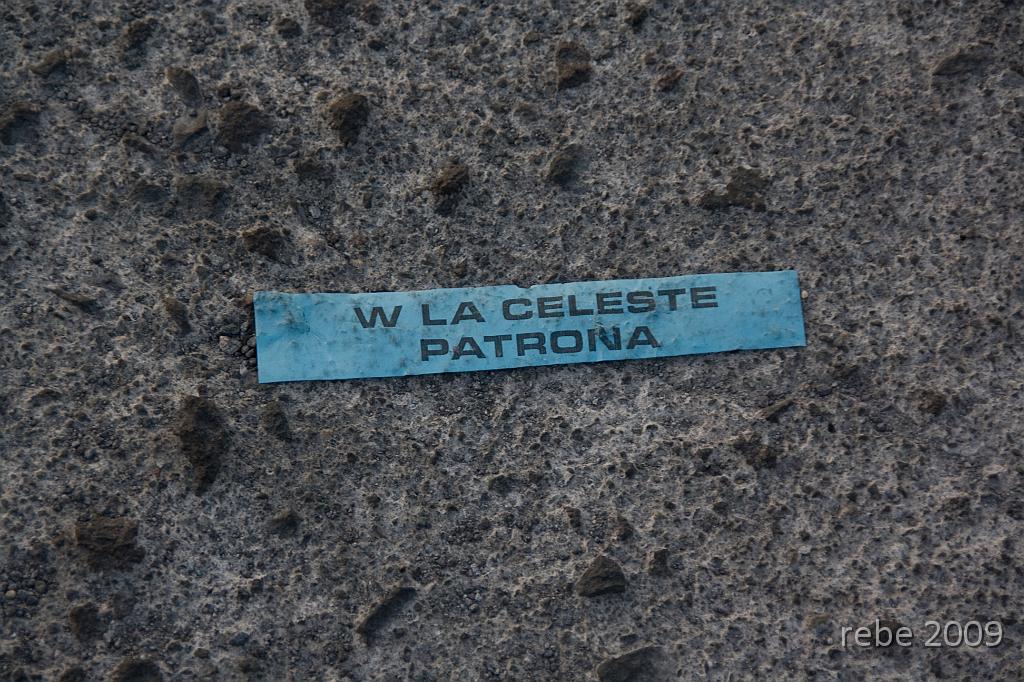 W LA CELESTE
PATRONA
rebe 2009